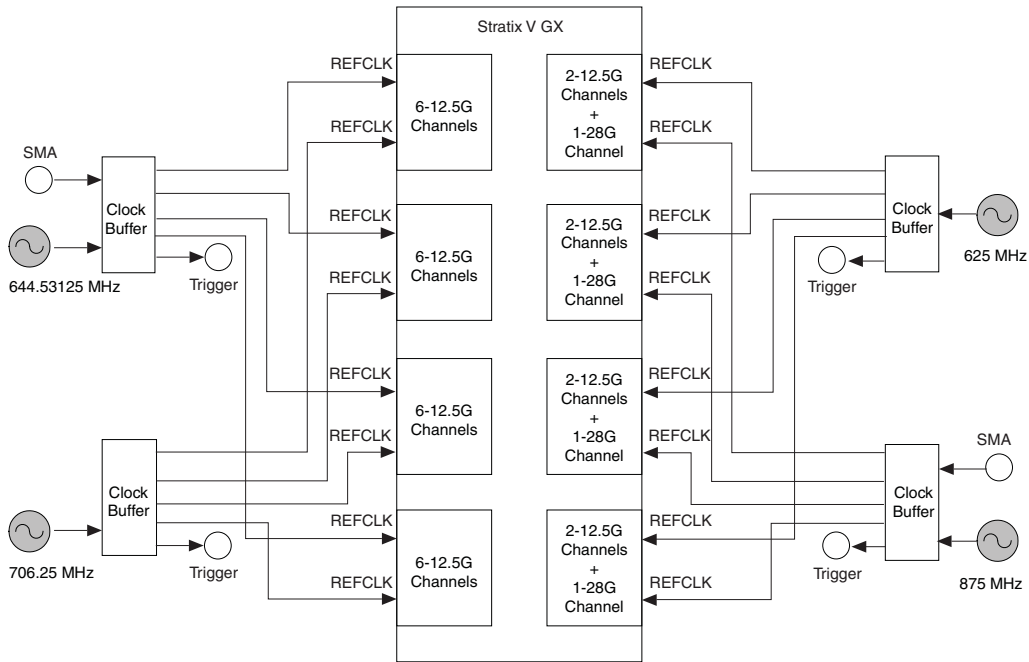 Stratix V GX
REFCLK
REFCLK
6-12.5G
Channels
REFCLK
REFCLK
6-12.5G
Channels
REFCLK
REFCLK
6-12.5G
Channels
REFCLK
REFCLK
6-12.5G
Channels
2-12.5G
Channels
+
1-28G
Channel
REFCLK
REFCLK
2-12.5G
Channels
+
1-28G
Channel
REFCLK
REFCLK
2-12.5G
Channels
+
1-28G
Channel
REFCLK
REFCLK
2-12.5G
Channels
+
1-28G
Channel
REFCLK
REFCLK
SMA
Clock
Buffer
644.53125 MHz
Trigger
Clock
Buffer
706.25 MHz
Trigger
Clock
Buffer
625 MHz
Trigger
SMA
Clock
Buffer
Trigger
875 MHz